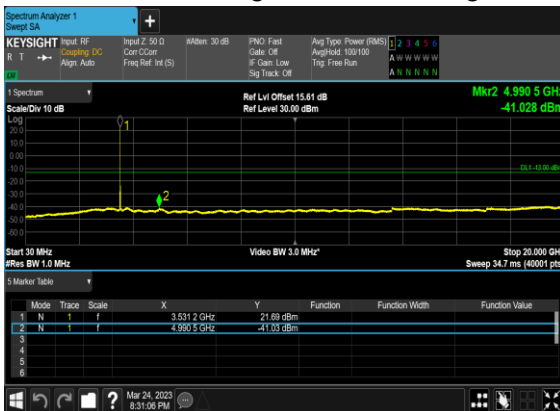 Spectrum Analyzer 1
Swept SA
+
KEYSIGHT
R T
LV
Input: RF
Coupling: DC
Align: Auto
Input Z: 50 Ω
Corr CCorr
Freq Ref: Int (S)
#Atten: 30 dB
PNO: Fast
Gate: Off
IF Gain: Low
Sig Track: Off
Avg Type: Power (RMS)
Avg|Hold: 100/100
Trig: Free Run
1 2 3 4 5 6
A W W W W W
A N N N N N
1 Spectrum
Scale/Div 10 dB
Ref Lvl Offset 15.61 dB
Ref Level 30.00 dBm
Mkr2 4.990 5 GHz
-41.028 dBm
Log
20.0
10.0
0.00
-10.0
-20.0
-30.0
-40.0
-50.0
-60.0
1
2
DL1 -13.00 dBm
Start 30 MHz
#Res BW 1.0 MHz
Video BW 3.0 MHz*
Stop 20.000 GHz
Sweep 34.7 ms (40001 pts)
5 Marker Table
Mode Trace Scale X Y Function Function Width Function Value
1 N 1 f 3.531 2 GHz 21.69 dBm
2 N 1 f 4.990 5 GHz -41.03 dBm
3
4
5
6
?
Mar 24, 2023
8:31:06 PM